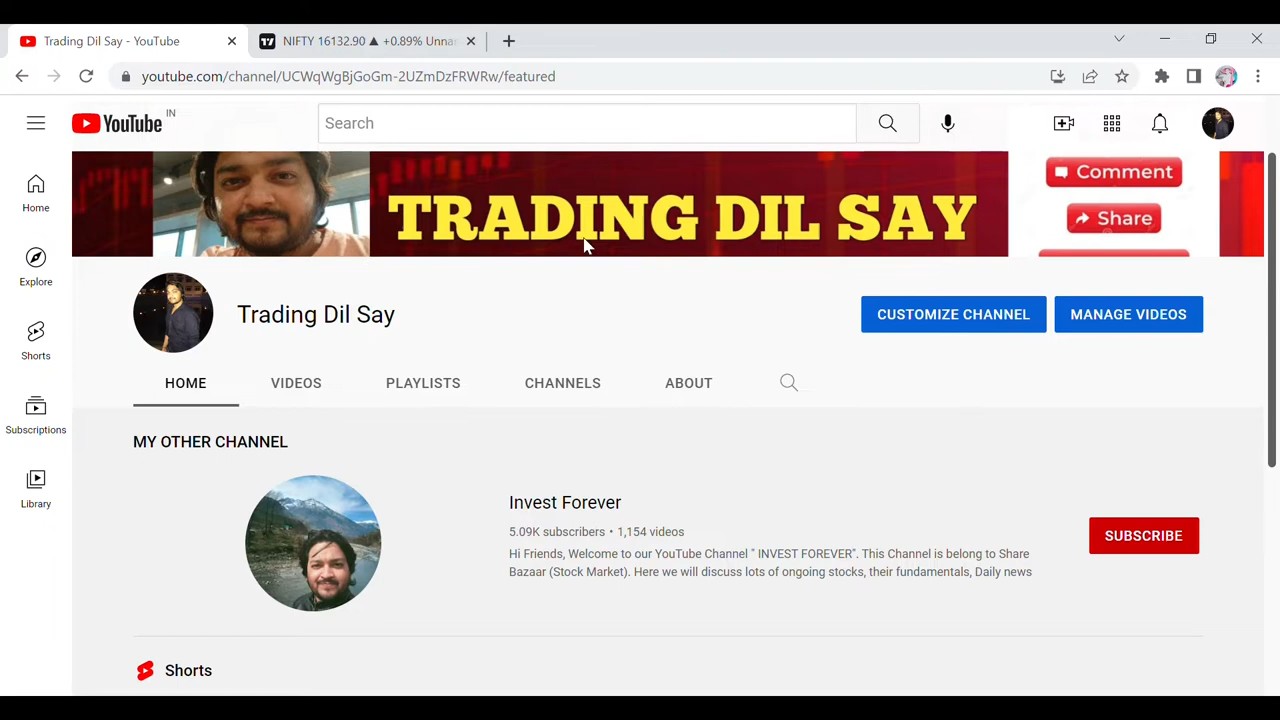 Trading Dil Say - YouTube
NIFTY 16132.90 ▲ +0.89% Unna
youtube.com/channel/UCWqWgBjGoGm-2UZmDzFRWRw/featured
YouTube IN
Search
TRADING DIL SAY
Comment
Share
Home
Explore
Shorts
Subscriptions
Library
Trading Dil Say
CUSTOMIZE CHANNEL
MANAGE VIDEOS
HOME VIDEOS PLAYLISTS CHANNELS ABOUT
MY OTHER CHANNEL
Invest Forever
5.09K subscribers • 1,154 videos
Hi Friends, Welcome to our YouTube Channel " INVEST FOREVER". This Channel is belong to Share
Bazaar (Stock Market). Here we will discuss lots of ongoing stocks, their fundamentals, Daily news
SUBSCRIBE
Shorts